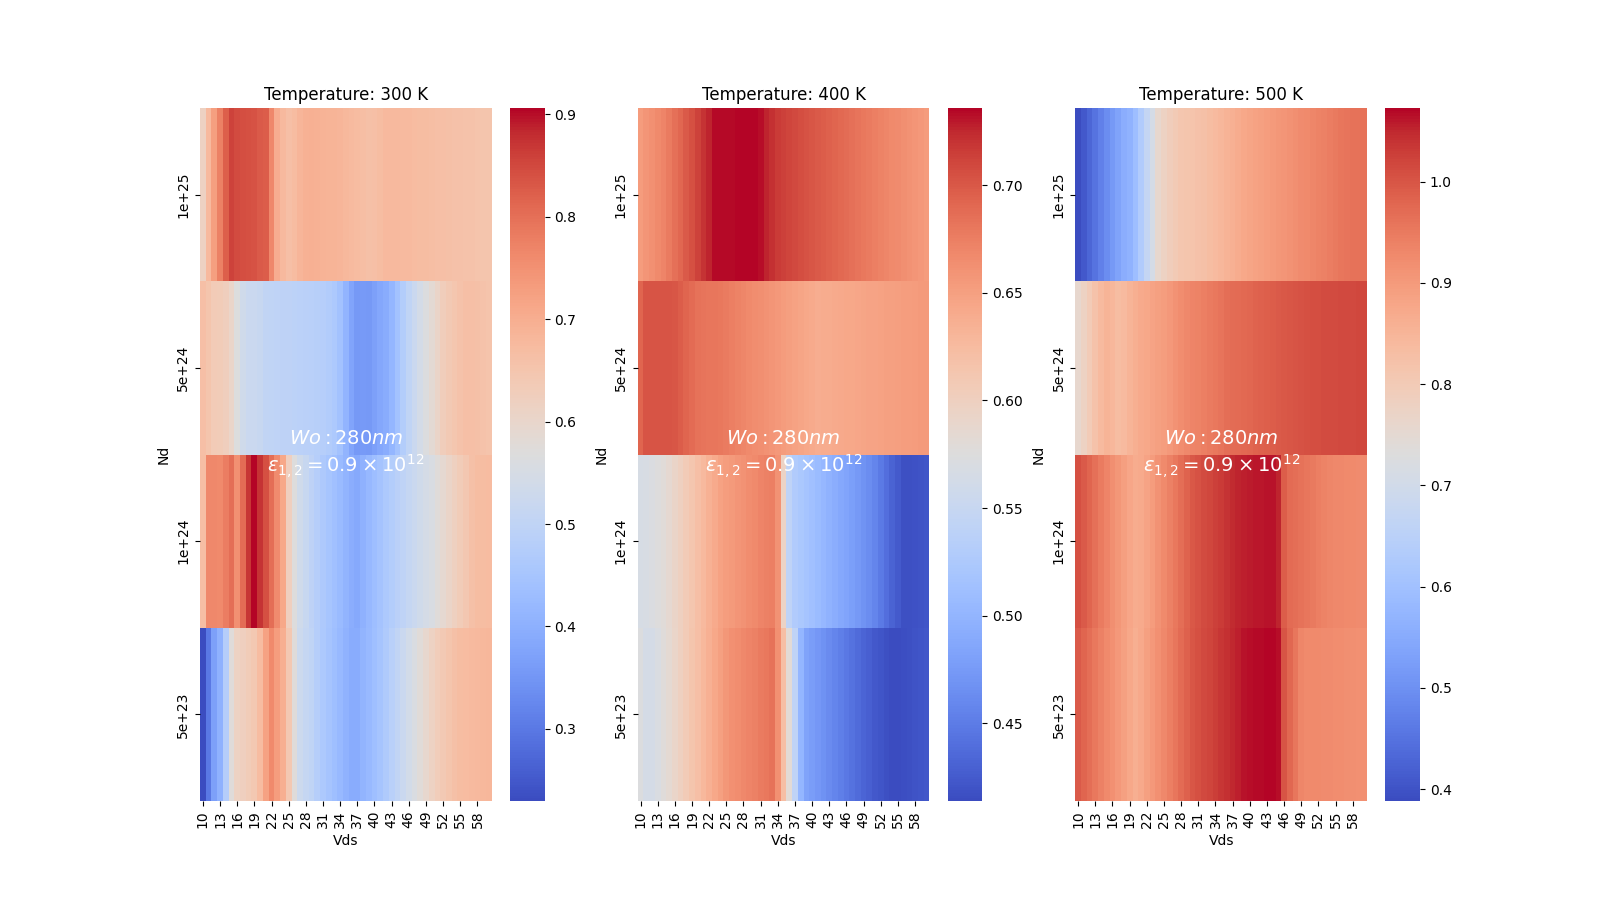 Temperature: 300 K
Temperature: 400 K
Temperature: 500 K
Nd
1e+25
5e+24
1e+24
5e+23
Wo : 280nm
ε1, 2 = 0.9 × 10^12
10 13 16 19 22 25 28 31 34 37 40 43 46 49 52 55 58
Vds
0.9
0.8
0.7
0.6
0.5
0.4
0.3
Nd
1e+25
5e+24
1e+24
5e+23
Wo : 280nm
ε1, 2 = 0.9 × 10^12
10 13 16 19 22 25 28 31 34 37 40 43 46 49 52 55 58
Vds
0.70
0.65
0.60
0.55
0.50
0.45
Nd
1e+25
5e+24
1e+24
5e+23
Wo : 280nm
ε1, 2 = 0.9 × 10^12
10 13 16 19 22 25 28 31 34 37 40 43 46 49 52 55 58
Vds
1.0
0.9
0.8
0.7
0.6
0.5
0.4